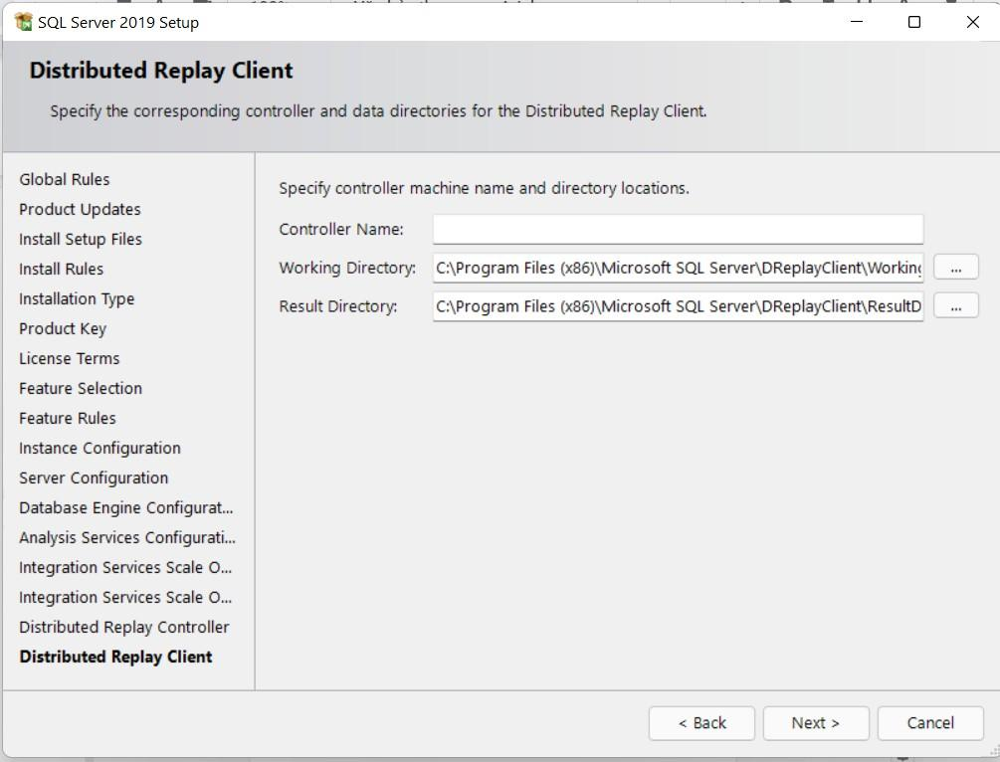 SQL Server 2019 Setup
Distributed Replay Client
Specify the corresponding controller and data directories for the Distributed Replay Client.
Global Rules
Product Updates
Install Setup Files
Install Rules
Installation Type
Product Key
License Terms
Feature Selection
Feature Rules
Instance Configuration
Server Configuration
Database Engine Configurat...
Analysis Services Configurati...
Integration Services Scale O...
Integration Services Scale O...
Distributed Replay Controller
Distributed Replay Client
Specify controller machine name and directory locations.
Controller Name:
Working Directory: C:\Program Files (x86)\Microsoft SQL Server\DReplayClient\Working ...
Result Directory: C:\Program Files (x86)\Microsoft SQL Server\DReplayClient\ResultD ...
< Back Next > Cancel